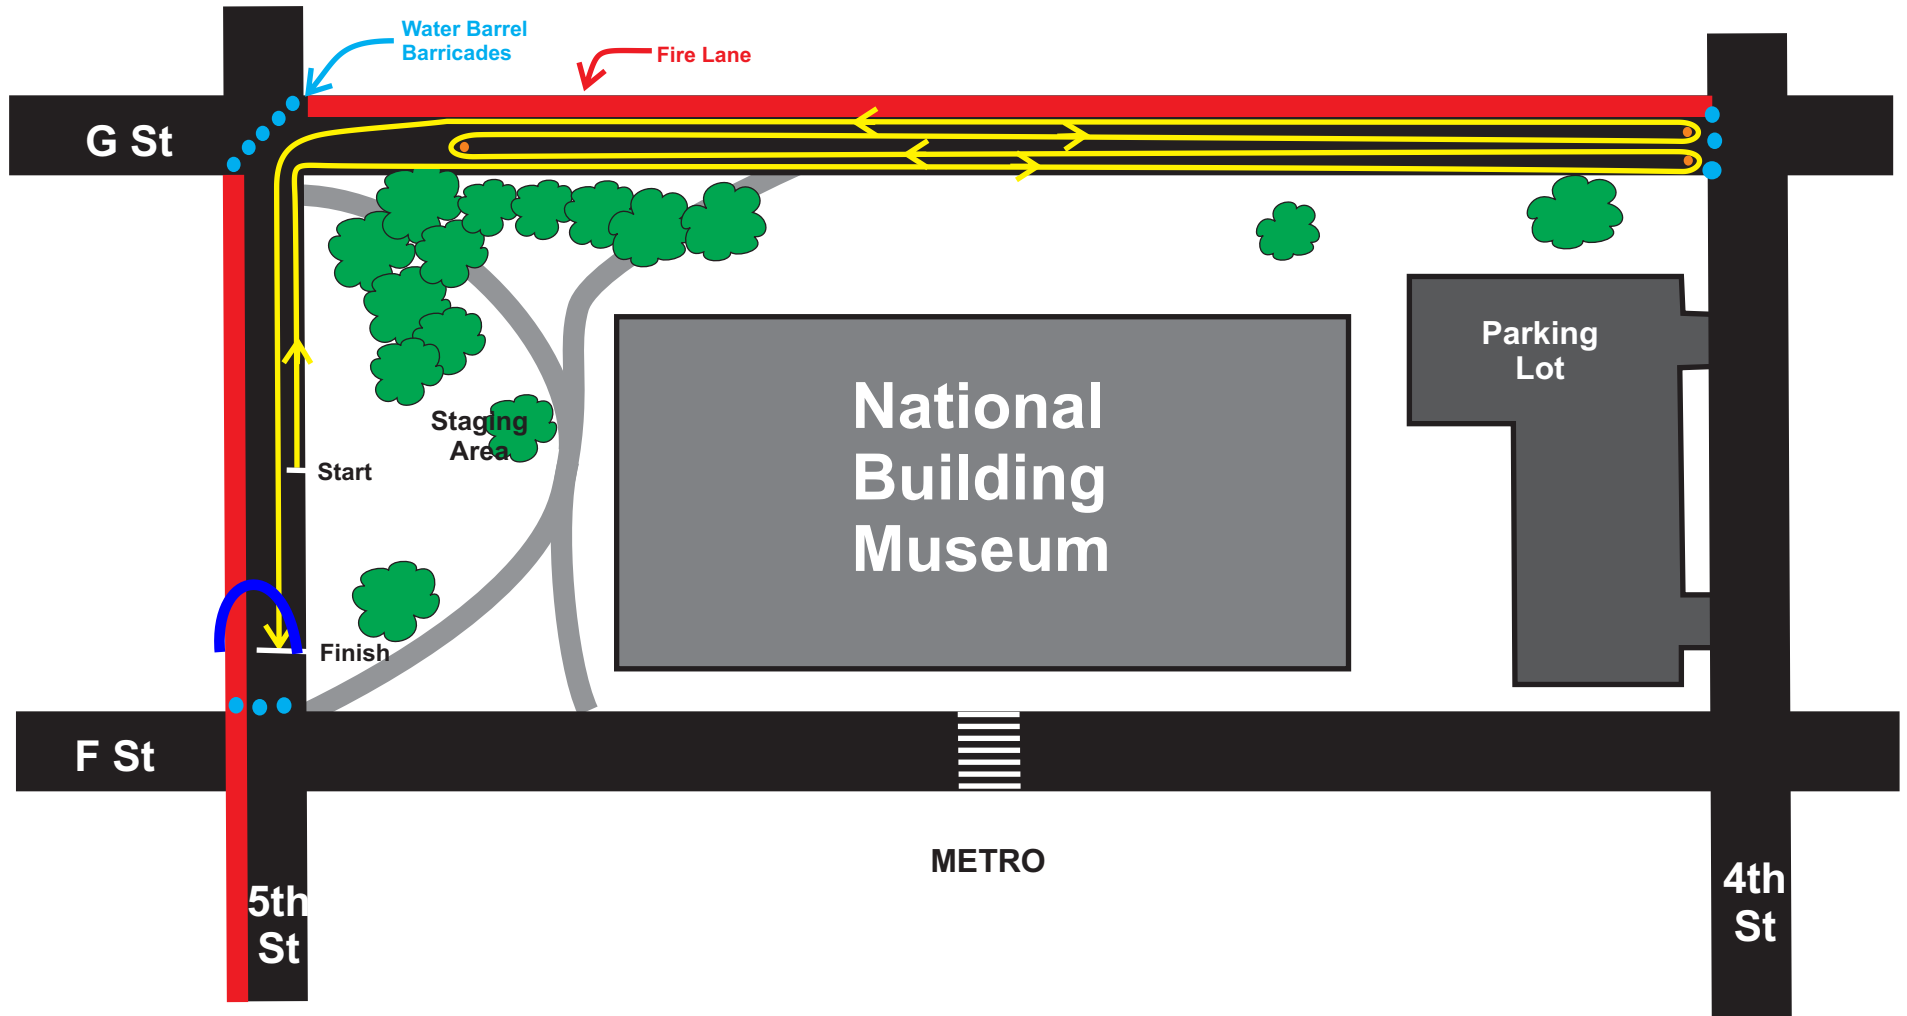 Water Barrel
Barricades
Fire Lane
G St
Parking
Lot
National
Building
Museum
Staging
Area
Start
Finish
F St
METRO
5th
St
4th
St